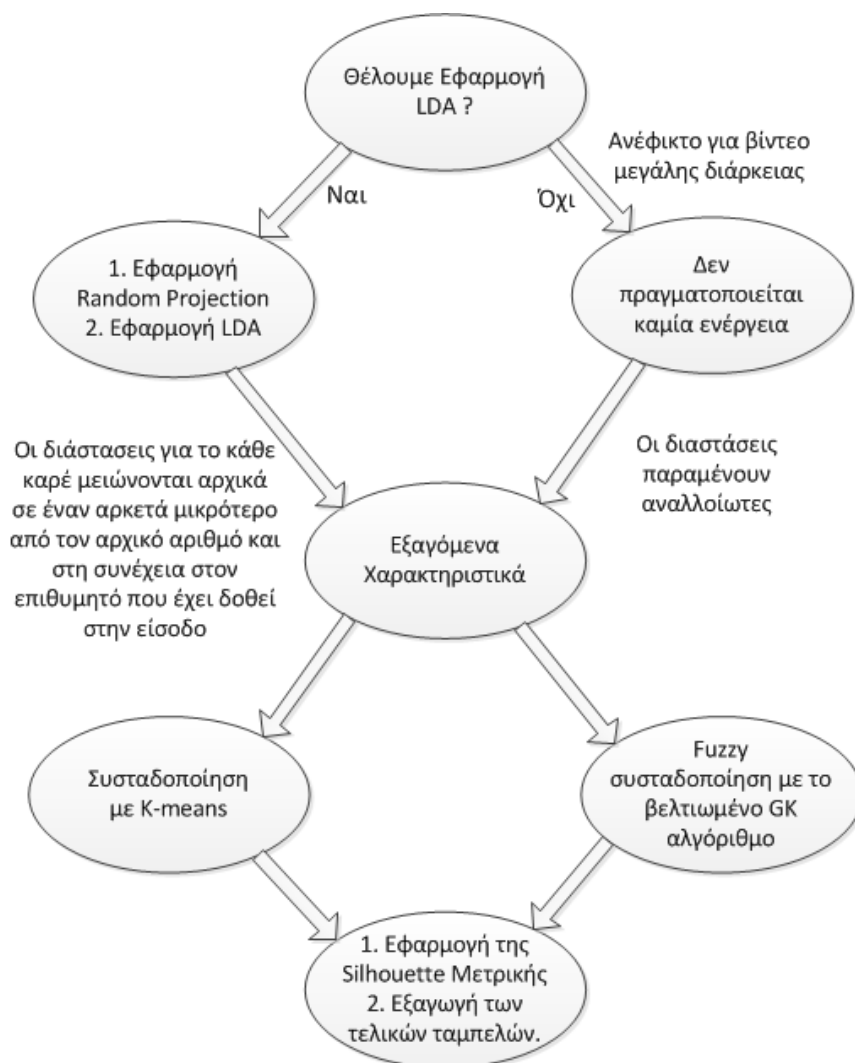 Θέλουμε Εφαρμογή
LDA ?
Ανέφικτο για βίντεο
μεγάλης διάρκειας
Ναι
Όχι
1. Εφαρμογή
Random Projection
2. Εφαρμογή LDA
Δεν
πραγματοποιείται
καμία ενέργεια
Οι διάστασεις για το κάθε
καρέ μειώνονται αρχικά
σε έναν αρκετά μικρότερο
από τον αρχικό αριθμό και
στη συνέχεια στον
επιθυμητό που έχει δοθεί
στην είσοδο
Οι διαστάσεις
παραμένουν
αναλλοίωτες
Εξαγόμενα
Χαρακτηριστικά
Συσταδοποίηση
με K-means
Fuzzy
συσταδοποίηση με το
βελτιωμένο GK
αλγόριθμο
1. Εφαρμογή της
Silhouette Μετρικής
2. Εξαγωγή των
τελικών ταμπελών.